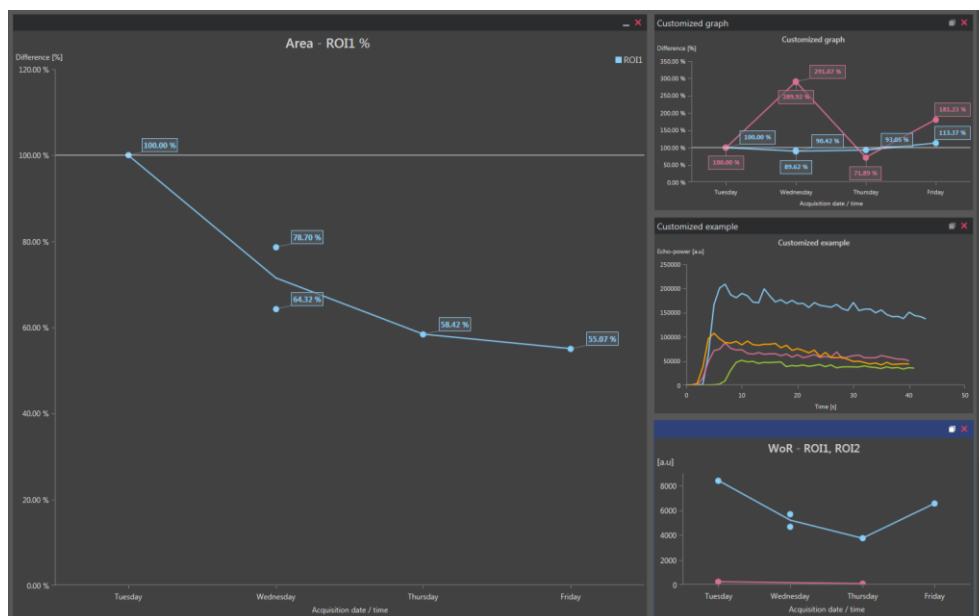 Area - ROI1 %
Difference [%]
ROI1
120.00 %
100.00 %
80.00 %
60.00 %
40.00 %
20.00 %
0.00 %
100.00 %
78.70 %
64.32 %
58.42 %
55.07 %
Tuesday
Wednesday
Thursday
Friday
Acquisition date / time
Customized graph
Customized graph
Difference [%]
350.00 %
300.00 %
250.00 %
200.00 %
150.00 %
100.00 %
50.00 %
0.00 %
291.07 %
289.92 %
181.23 %
100.00 %
90.42 %
93.05 %
113.37 %
100.00 %
89.62 %
71.89 %
Tuesday
Wednesday
Thursday
Friday
Acquisition date / time
Customized example
Customized example
Echo-power [a.u]
250000
200000
150000
100000
50000
0
0
10
20
30
40
50
Time [s]
WoR - ROI1, ROI2
[a.u]
8000
6000
4000
2000
0
Tuesday
Wednesday
Thursday
Friday
Acquisition date / time